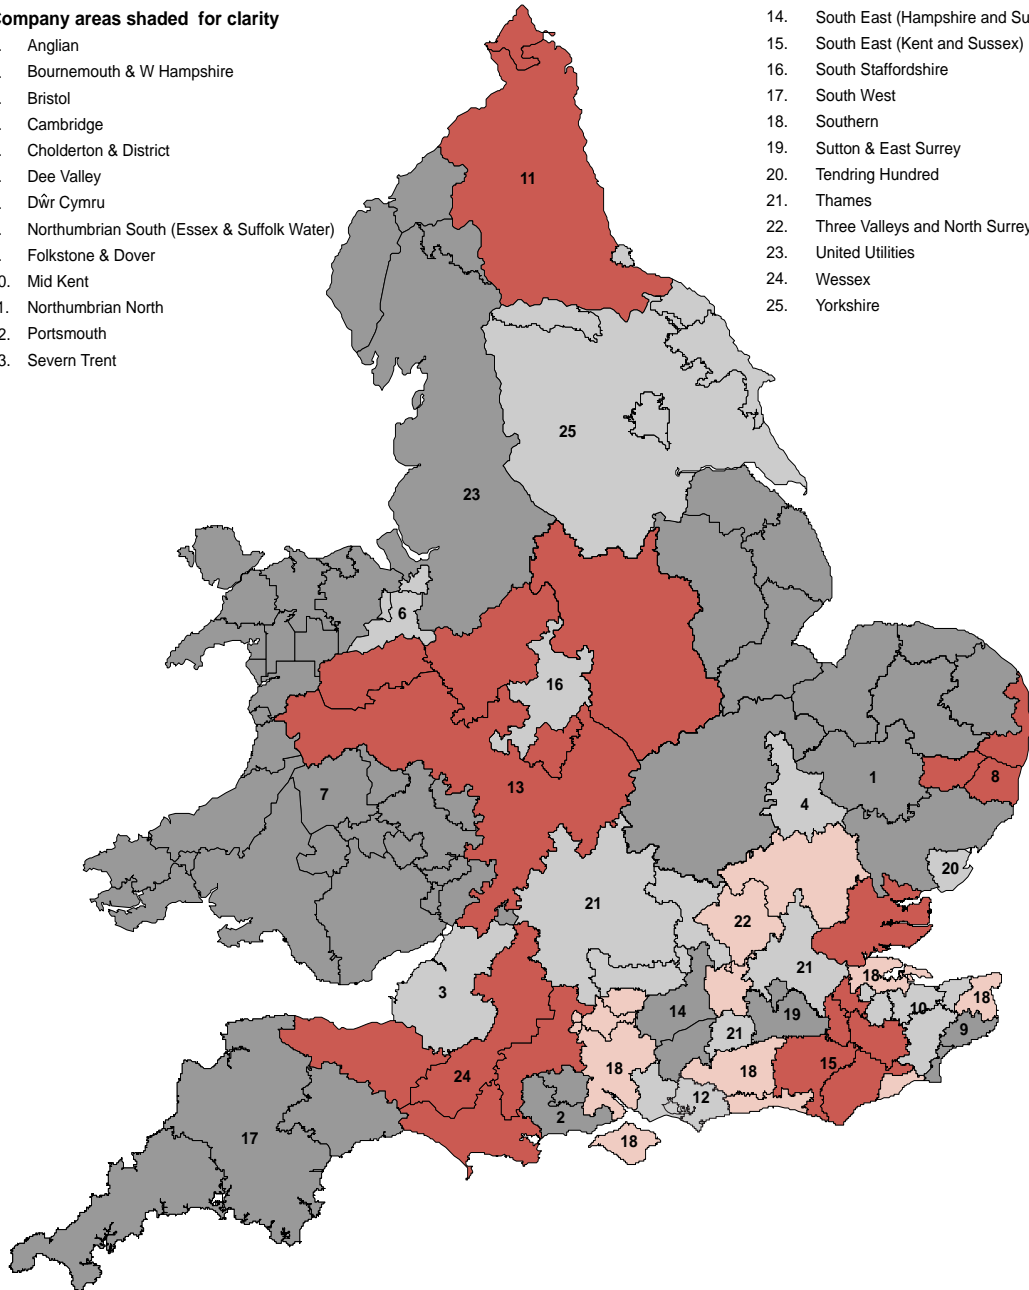 Company areas shaded for clarity
. Anglian
. Bournemouth & W Hampshire
. Bristol
. Cambridge
. Cholderton & District
. Dee Valley
. Dŵr Cymru
. Northumbrian South (Essex & Suffolk Water)
. Folkstone & Dover
0. Mid Kent
1. Northumbrian North
2. Portsmouth
3. Severn Trent
14. South East (Hampshire and Su
15. South East (Kent and Sussex)
16. South Staffordshire
17. South West
18. Southern
19. Sutton & East Surrey
20. Tendring Hundred
21. Thames
22. Three Valleys and North Surrey
23. United Utilities
24. Wessex
25. Yorkshire
11
25
23
6
16
13
7
1
8
4
20
21
22
21
18
18
3
14
19
10
9
21
18
18
15
24
12
2
17
18